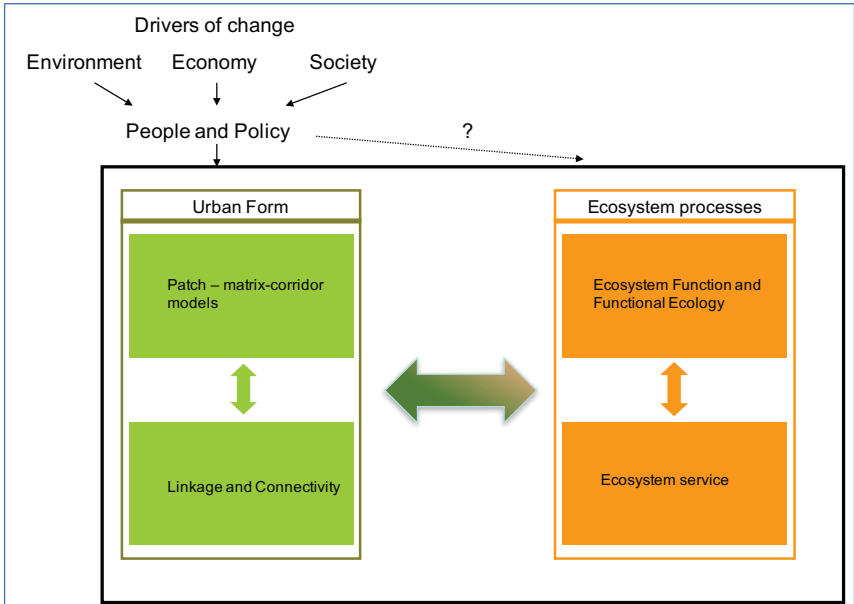 Drivers of change
Environment Economy Society
People and Policy ?
Urban Form
Patch – matrix-corridor
models
Linkage and Connectivity
Ecosystem processes
Ecosystem Function and
Functional Ecology
Ecosystem service